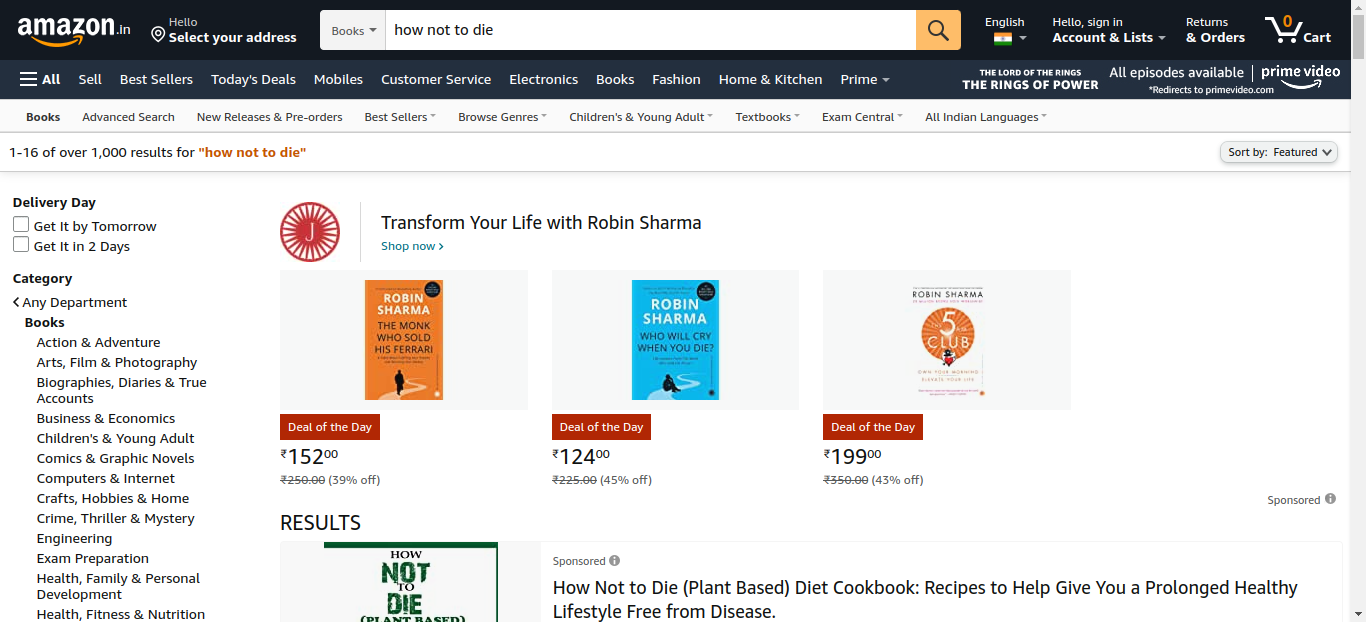 amazon.in
Hello
Select your address
Books
how not to die
English
Hello, sign in
Account & Lists
Returns
& Orders
0
Cart
All
Sell
Best Sellers
Today's Deals
Mobiles
Customer Service
Electronics
Books
Fashion
Home & Kitchen
Prime
THE LORD OF THE RINGS
THE RINGS OF POWER
All episodes available
*Redirects to primevideo.com
prime video
Books
Advanced Search
New Releases & Pre-orders
Best Sellers
Browse Genres
Children's & Young Adult
Textbooks
Exam Central
All Indian Languages
1-16 of over 1,000 results for "how not to die"
Sort by: Featured
Delivery Day
Get It by Tomorrow
Get It in 2 Days
Category
Any Department
Books
Action & Adventure
Arts, Film & Photography
Biographies, Diaries & True
Accounts
Business & Economics
Children's & Young Adult
Comics & Graphic Novels
Computers & Internet
Crafts, Hobbies & Home
Crime, Thriller & Mystery
Engineering
Exam Preparation
Health, Family & Personal
Development
Health, Fitness & Nutrition
J
Transform Your Life with Robin Sharma
Shop now ›
ROBIN
SHARMA
THE MONK
WHO SOLD
HIS FERRARI
Deal of the Day
₹15200
₹250.00 (39% off)
ROBIN
SHARMA
WHO WILL CRY
WHEN YOU DIE?
Deal of the Day
₹12400
₹225.00 (45% off)
ROBIN SHARMA
THE
5 AM
CLUB
OWN YOUR MORNING
ELEVATE YOUR LIFE
Deal of the Day
₹19900
₹350.00 (43% off)
Sponsored
RESULTS
HOW
NOT
TO
DIE
(PLANT BASED)
Sponsored
How Not to Die (Plant Based) Diet Cookbook: Recipes to Help Give You a Prolonged Healthy
Lifestyle Free from Disease.